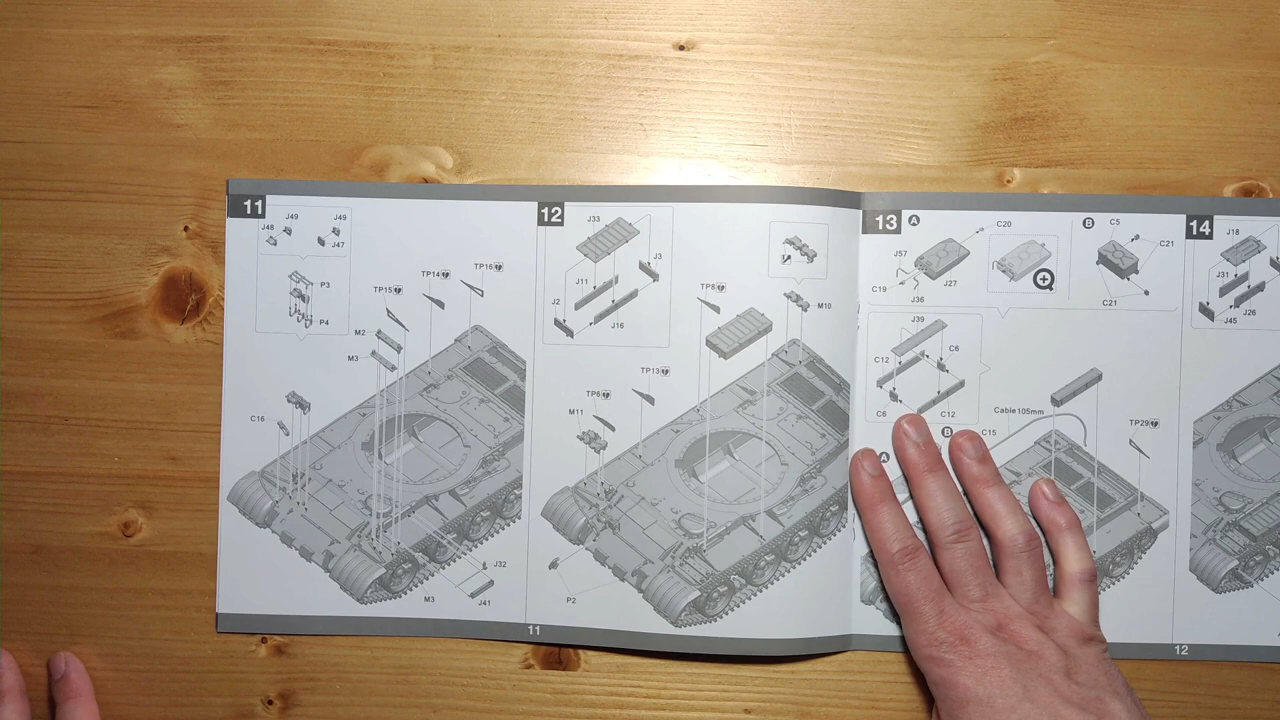 11
J49
J49
J48
J47
P3
P4
TP16
TP14
TP15
M2
M3
C16
J32
M3
J41
12
J33
J3
J11
J2
J16
TP8
M10
TP13
TP6
M11
P2
11
13
A
C20
J57
C19
J27
J36
B
C5
C21
C21
J39
C12
C6
C6
C12
Cable105mm
C15
B
A
TP29
12
14
J18
J31
J26
J45